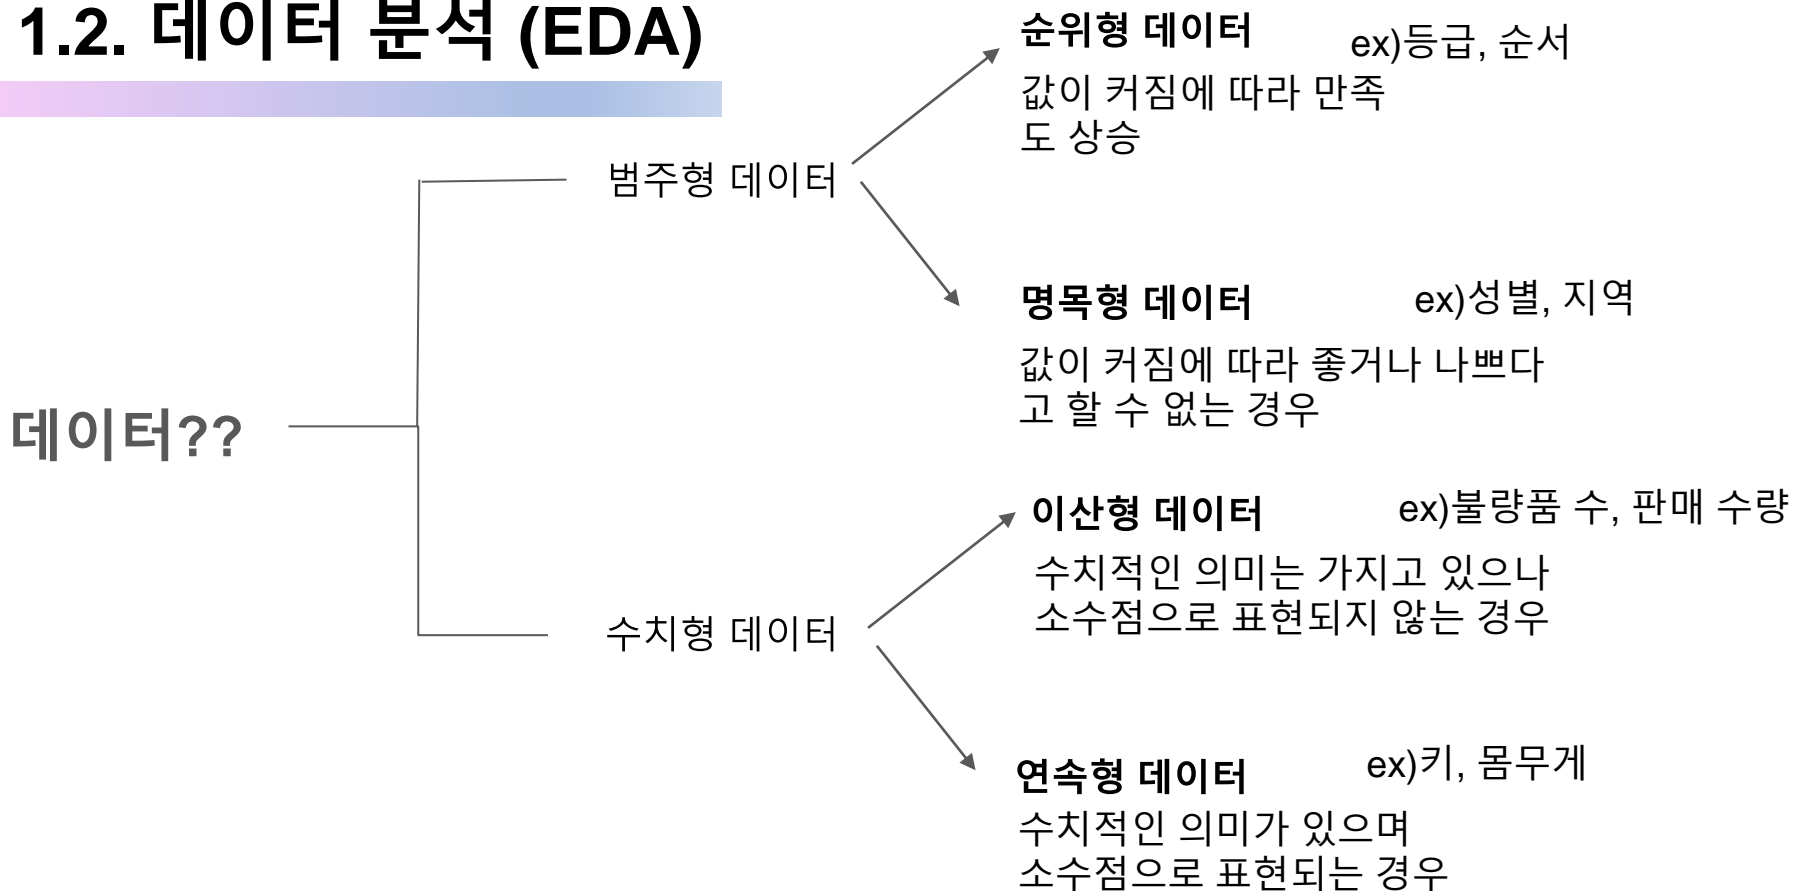 1.2. 데이터 분석 (EDA)
순위형 데이터
ex)등급, 순서
값이 커짐에 따라 만족
도 상승
범주형 데이터
명목형 데이터
ex)성별, 지역
값이 커짐에 따라 좋거나 나쁘다
고 할 수 없는 경우
데이터??
이산형 데이터
ex)불량품 수, 판매 수량
수치적인 의미는 가지고 있으나
소수점으로 표현되지 않는 경우
수치형 데이터
연속형 데이터
ex)키, 몸무게
수치적인 의미가 있으며
소수점으로 표현되는 경우